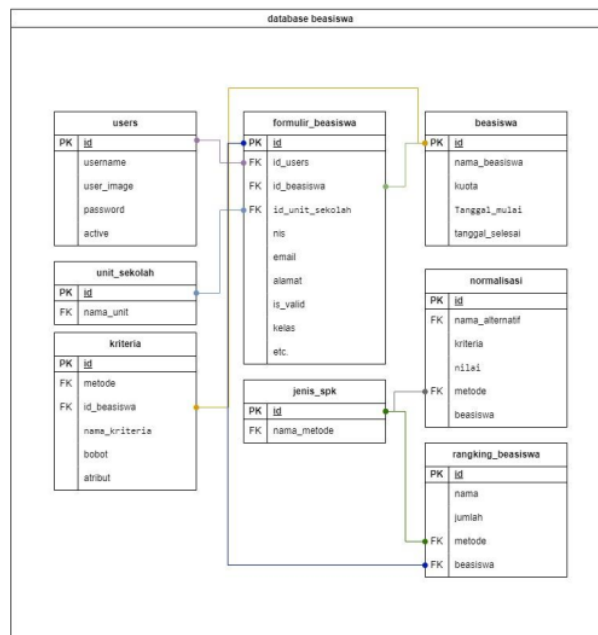 database beasiswa
users
PK id
username
user_image
password
active
unit_sekolah
PK id
FK nama_unit
kriteria
PK id
FK metode
FK id_beasiswa
nama_kriteria
bobot
atribut
formulir_beasiswa
PK id
FK id_users
FK id_beasiswa
FK id_unit_sekolah
nis
email
alamat
is_valid
kelas
etc.
jenis_spk
PK id
FK nama_metode
beasiswa
PK id
nama_beasiswa
kuota
Tanggal_mulai
tanggal_selesai
normalisasi
PK id
FK nama_alternatif
kriteria
nilai
FK metode
beasiswa
rangking_beasiswa
PK id
nama
jumlah
FK metode
FK beasiswa